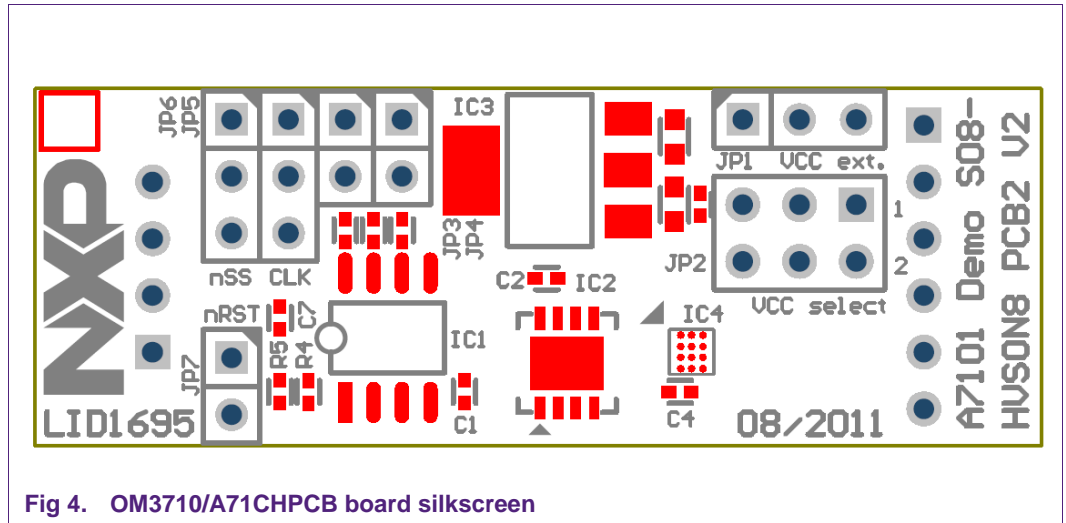 JP6
JP5
IC3
JP1 VCC ext.
A7101 Demo SO8-
HVSON8 PCB2 V2
NXP
JP3
JP4
1
nSS CLK
JP2
2
C2
IC2
VCC select
nRST
C7
IC4
IC1
R5
R4
JP7
LID1695
C1
C4
08/2011
Fig 4. OM3710/A71CHPCB board silkscreen